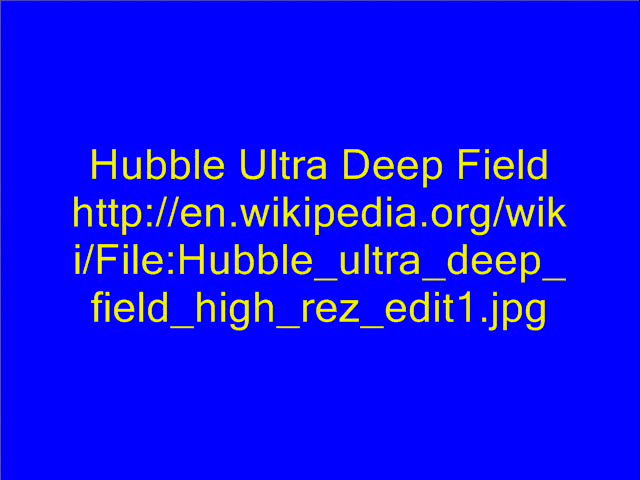 Hubble Ultra Deep Field
http://en.wikipedia.org/wik
i/File:Hubble_ultra_deep_
field_high_rez_edit1.jpg